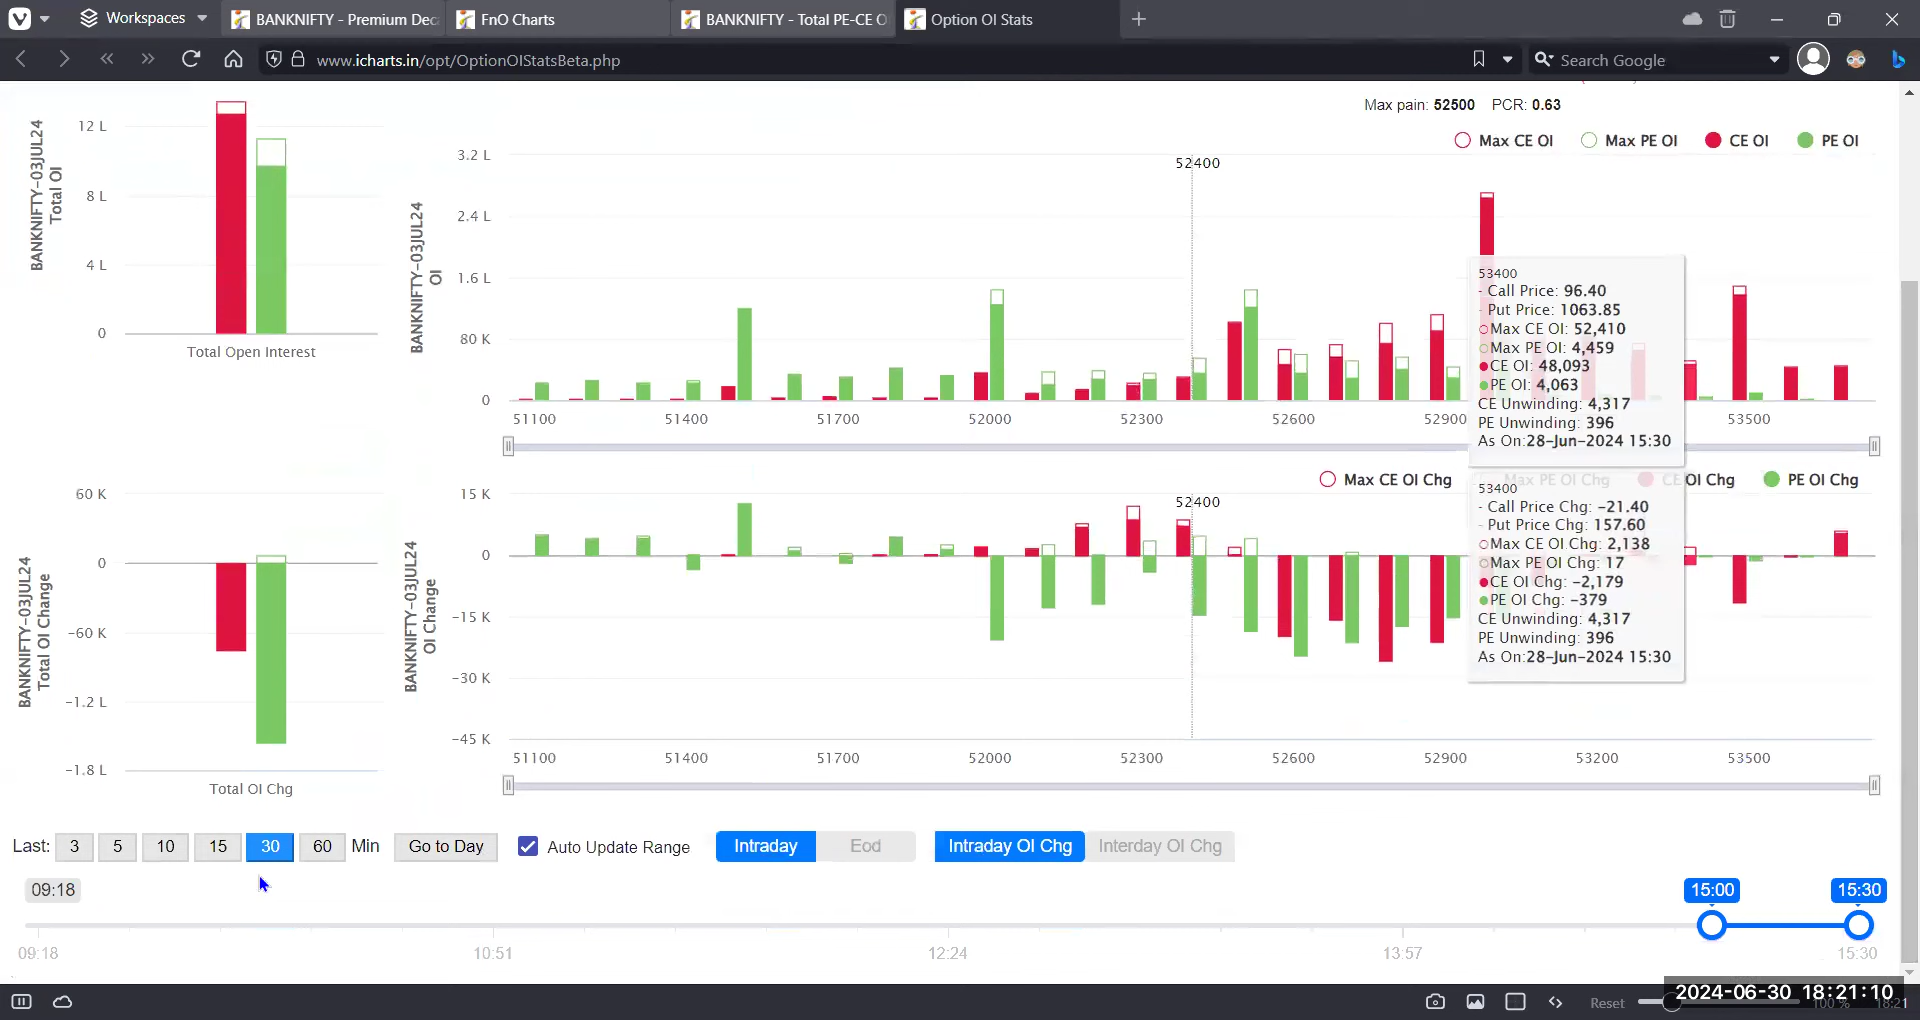 Workspaces
BANKNIFTY - Premium Dec
FnO Charts
BANKNIFTY - Total PE-CE O
Option OI Stats
www.icharts.in/opt/OptionOIStatsBeta.php
Search Google
Max pain: 52500 PCR: 0.63
Max CE OI Max PE OI CE OI PE OI
BANKNIFTY-03JUL24
Total OI
12 L
8 L
4 L
0
Total Open Interest
BANKNIFTY-03JUL24
OI
3.2 L
2.4 L
1.6 L
80 K
0
52400
51100 51400 51700 52000 52300 52600 52900 53500
53400
- Call Price: 96.40
- Put Price: 1063.85
Max CE OI: 52,410
Max PE OI: 4,459
CE OI: 48,093
PE OI: 4,063
CE Unwinding: 4,317
PE Unwinding: 396
As On:28-Jun-2024 15:30
Max CE OI Chg Max PE OI Chg CE OI Chg PE OI Chg
BANKNIFTY-03JUL24
Total OI Change
60 K
0
-60 K
-1.2 L
-1.8 L
Total OI Chg
BANKNIFTY-03JUL24
OI Change
15 K
0
-15 K
-30 K
-45 K
52400
51100 51400 51700 52000 52300 52600 52900 53200 53500
53400
- Call Price Chg: -21.40
- Put Price Chg: 157.60
Max CE OI Chg: 2,138
Max PE OI Chg: 17
CE OI Chg: -2,179
PE OI Chg: -379
CE Unwinding: 4,317
PE Unwinding: 396
As On:28-Jun-2024 15:30
Last: 3 5 10 15 30 60 Min Go to Day Auto Update Range Intraday Eod Intraday OI Chg Interday OI Chg
09:18 15:00 15:30
09:18 10:51 12:24 13:57 15:30
Reset 100 % 18:21
2024-06-30 18:21:10